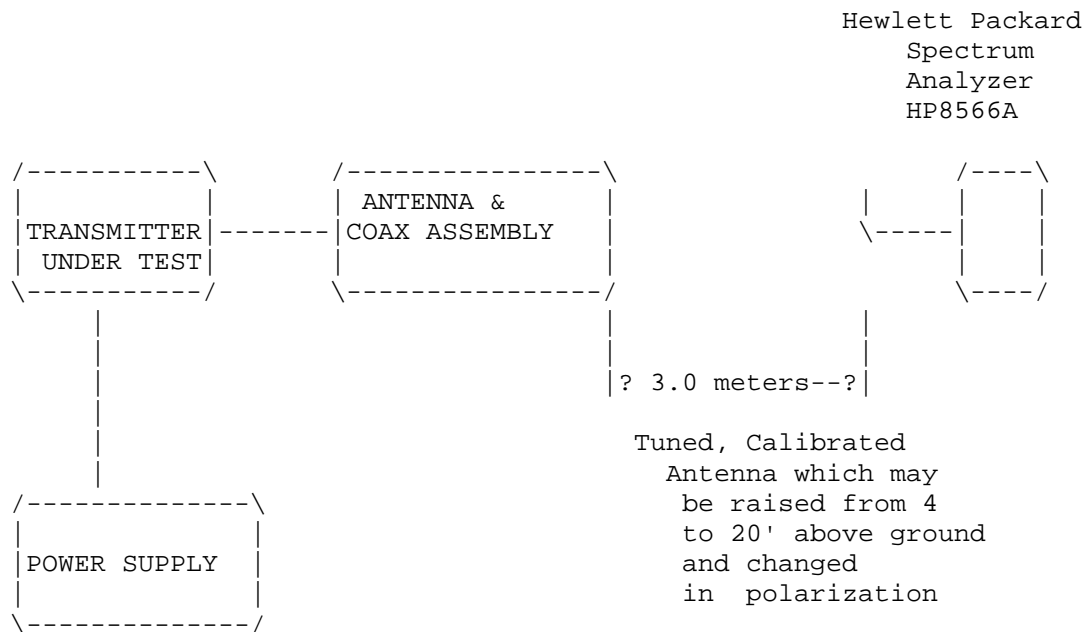 Hewlett Packard
Spectrum
Analyzer
HP8566A
/-----------\ /----------------\ /----\
| | | ANTENNA & | | | |
|TRANSMITTER|-------|COAX ASSEMBLY | \-----| |
| UNDER TEST| | | | |
\-----------/ \----------------/ \----/
| | |
| | |
| | |
| |? 3.0 meters--?|
|
| Tuned, Calibrated
| Antenna which may
/--------------\ be raised from 4
| | to 20' above ground
|POWER SUPPLY | and changed
| | in polarization
\--------------/